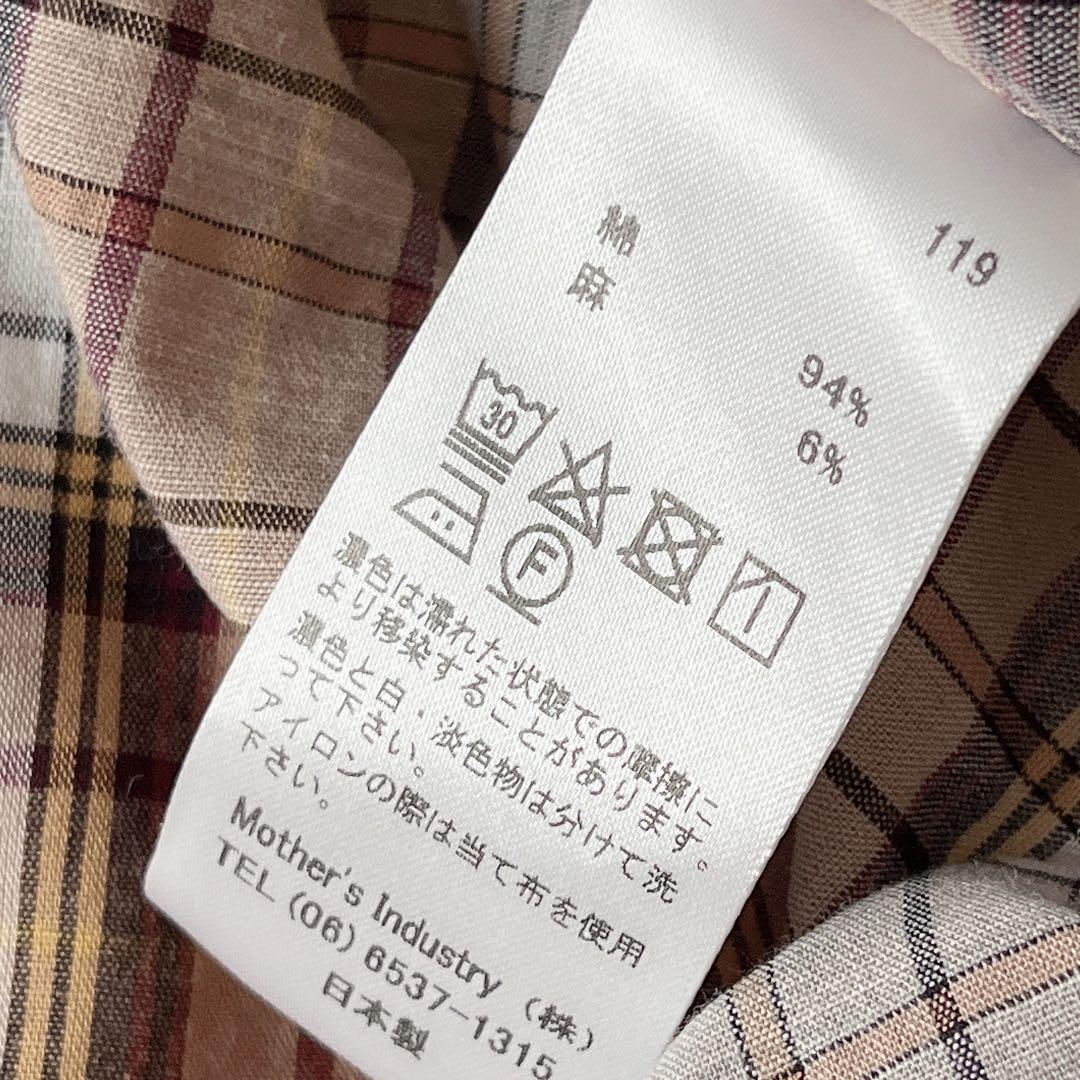 119
綿 94%
麻 6%
30
F
濃色は濡れた状態での摩擦に
より移染することがあります。
濃色と白・淡色物は分けて洗
って下さい。
アイロンの際は当て布を使用
下さい。
Mother's Industry (株)
TEL (06) 6537-1315
日本製